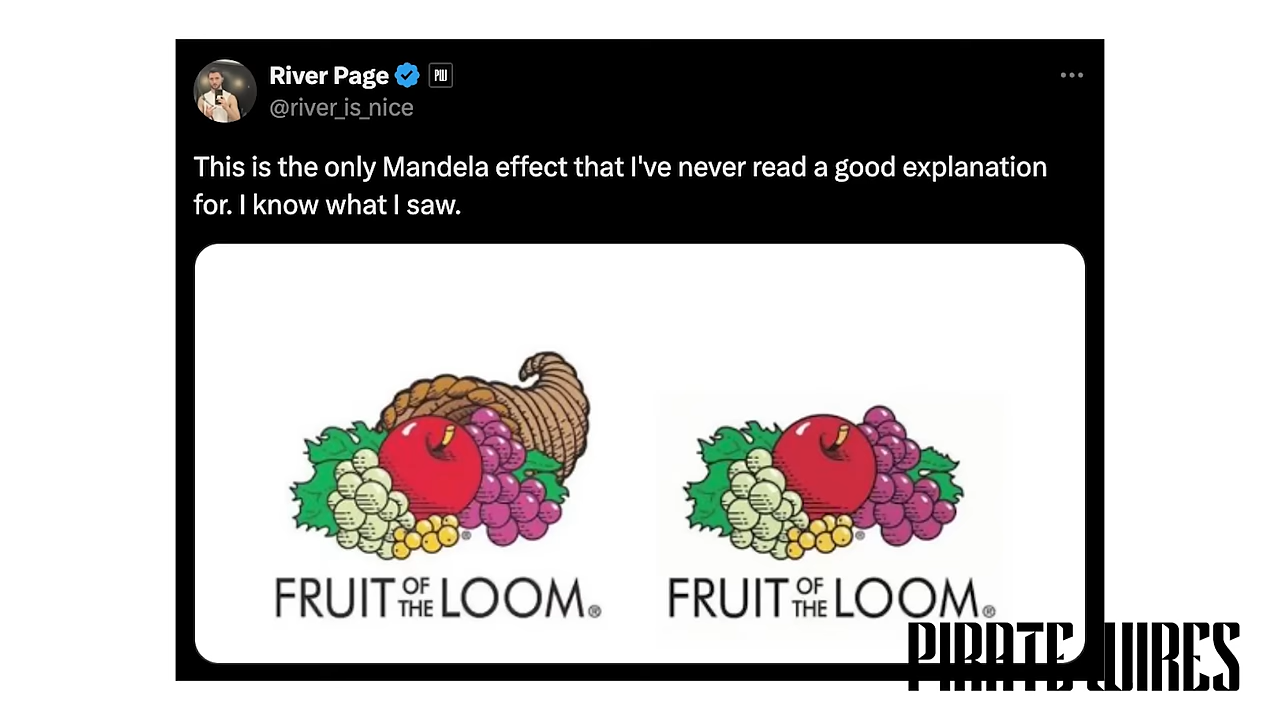 River Page PW
@river_is_nice
This is the only Mandela effect that I've never read a good explanation
for. I know what I saw.
FRUIT OF THE LOOM® FRUIT OF THE LOOM®
PIRATE WIRES